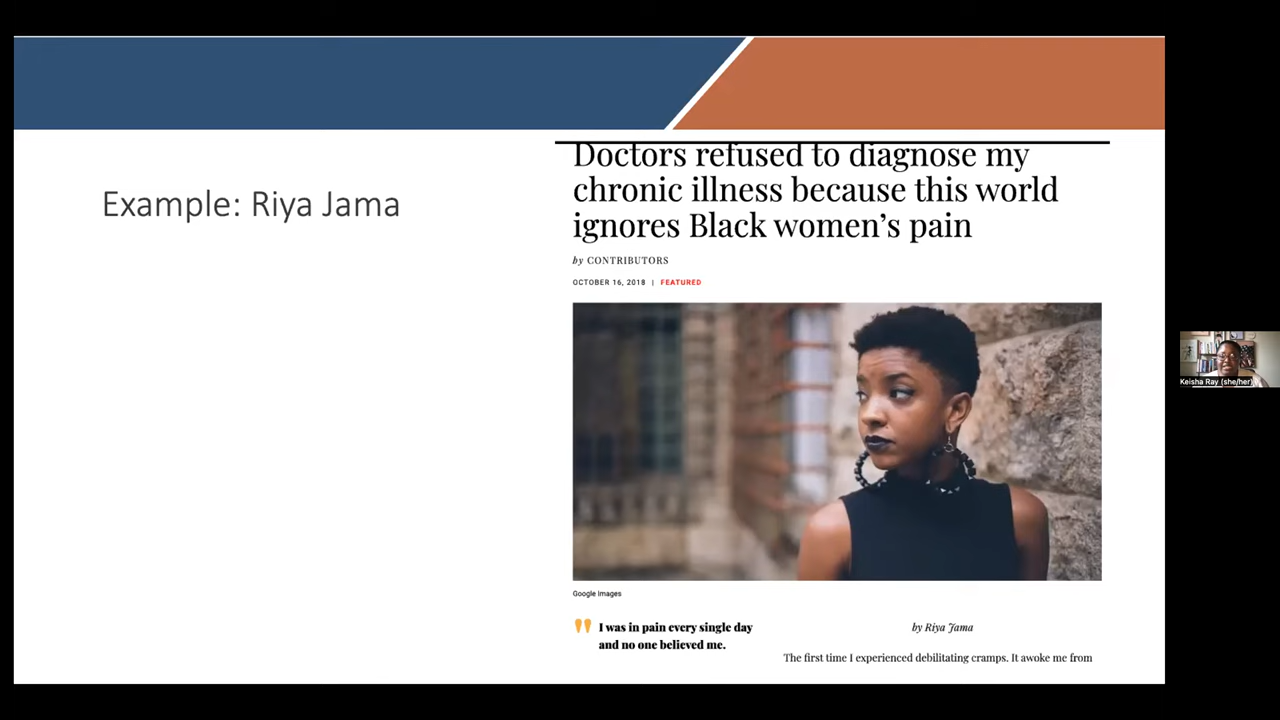 Example: Riya Jama
Doctors refused to diagnose my
chronic illness because this world
ignores Black women's pain
by CONTRIBUTORS
OCTOBER 16, 2018 | FEATURED
Google Images
" I was in pain every single day
and no one believed me.
by Riya Jama
The first time I experienced debilitating cramps. It awoke me from
Keisha Ray (she/her)